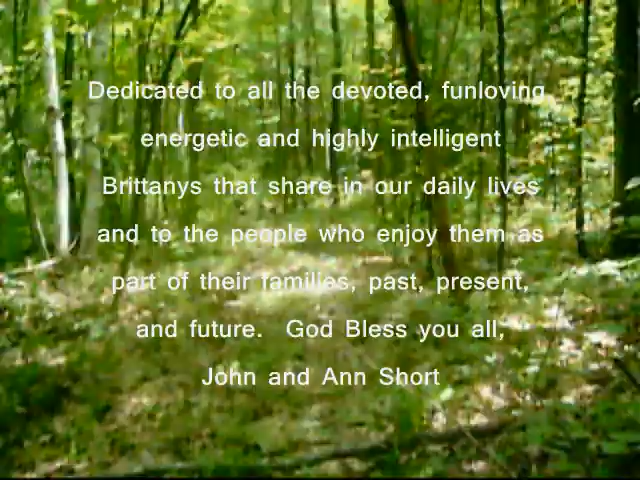 Dedicated to all the devoted, funloving
energetic and highly intelligent
Brittanys that share in our daily lives
and to the people who enjoy them as
part of their families, past, present,
and future. God Bless you all,
John and Ann Short